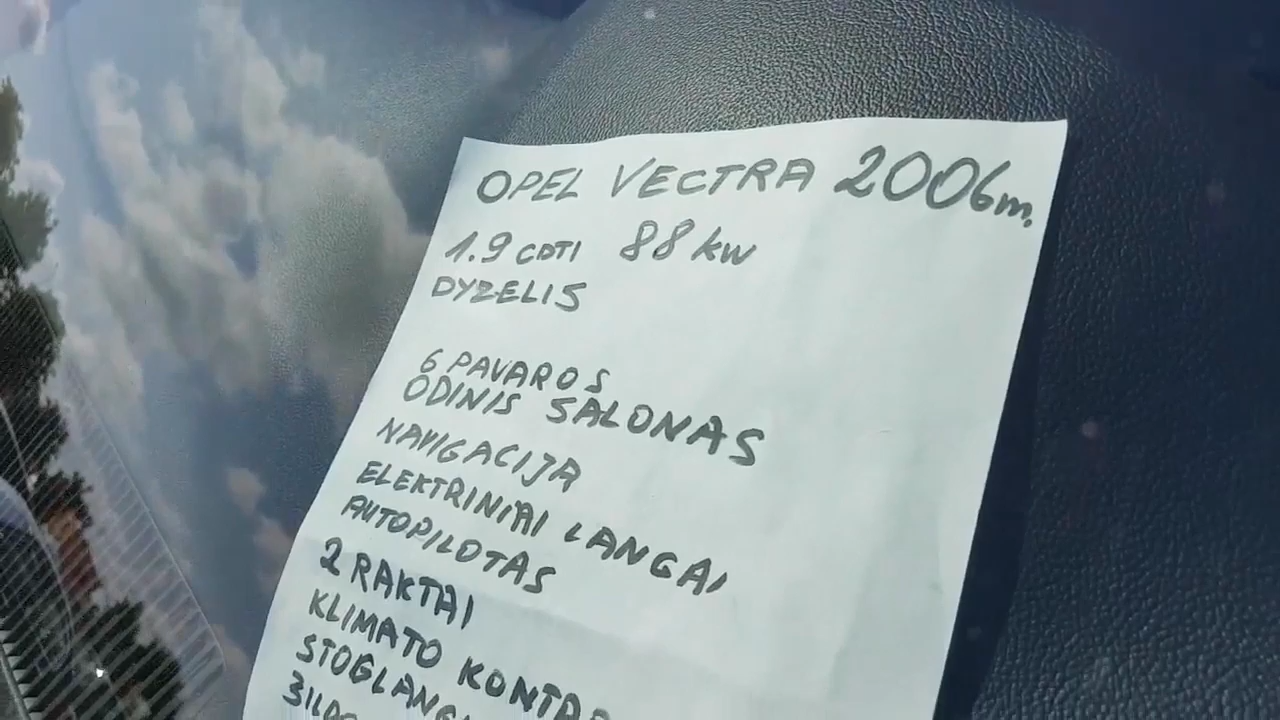 OPEL VECTRA 2006m.
1.9 CDTI 88 kw
DYZELIS
6 PAVAROS
ODINIS SALONAS
NAVIGACIJA
ELEKTRINIAI LANGAI
AUTOPILOTAS
2 RAKTAI
KLIMATO